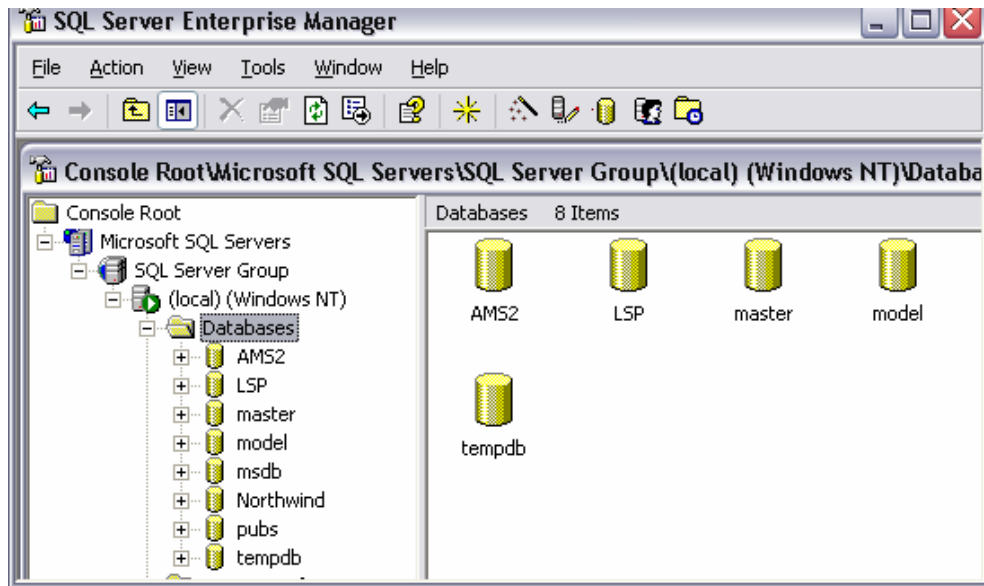 SQL Server Enterprise Manager
File Action View Tools Window Help
Console Root\Microsoft SQL Servers\SQL Server Group\(local) (Windows NT)\Databa
Console Root
Microsoft SQL Servers
SQL Server Group
(local) (Windows NT)
Databases
AMS2
LSP
master
model
msdb
Northwind
pubs
tempdb
Databases 8 Items
AMS2 LSP master model
tempdb